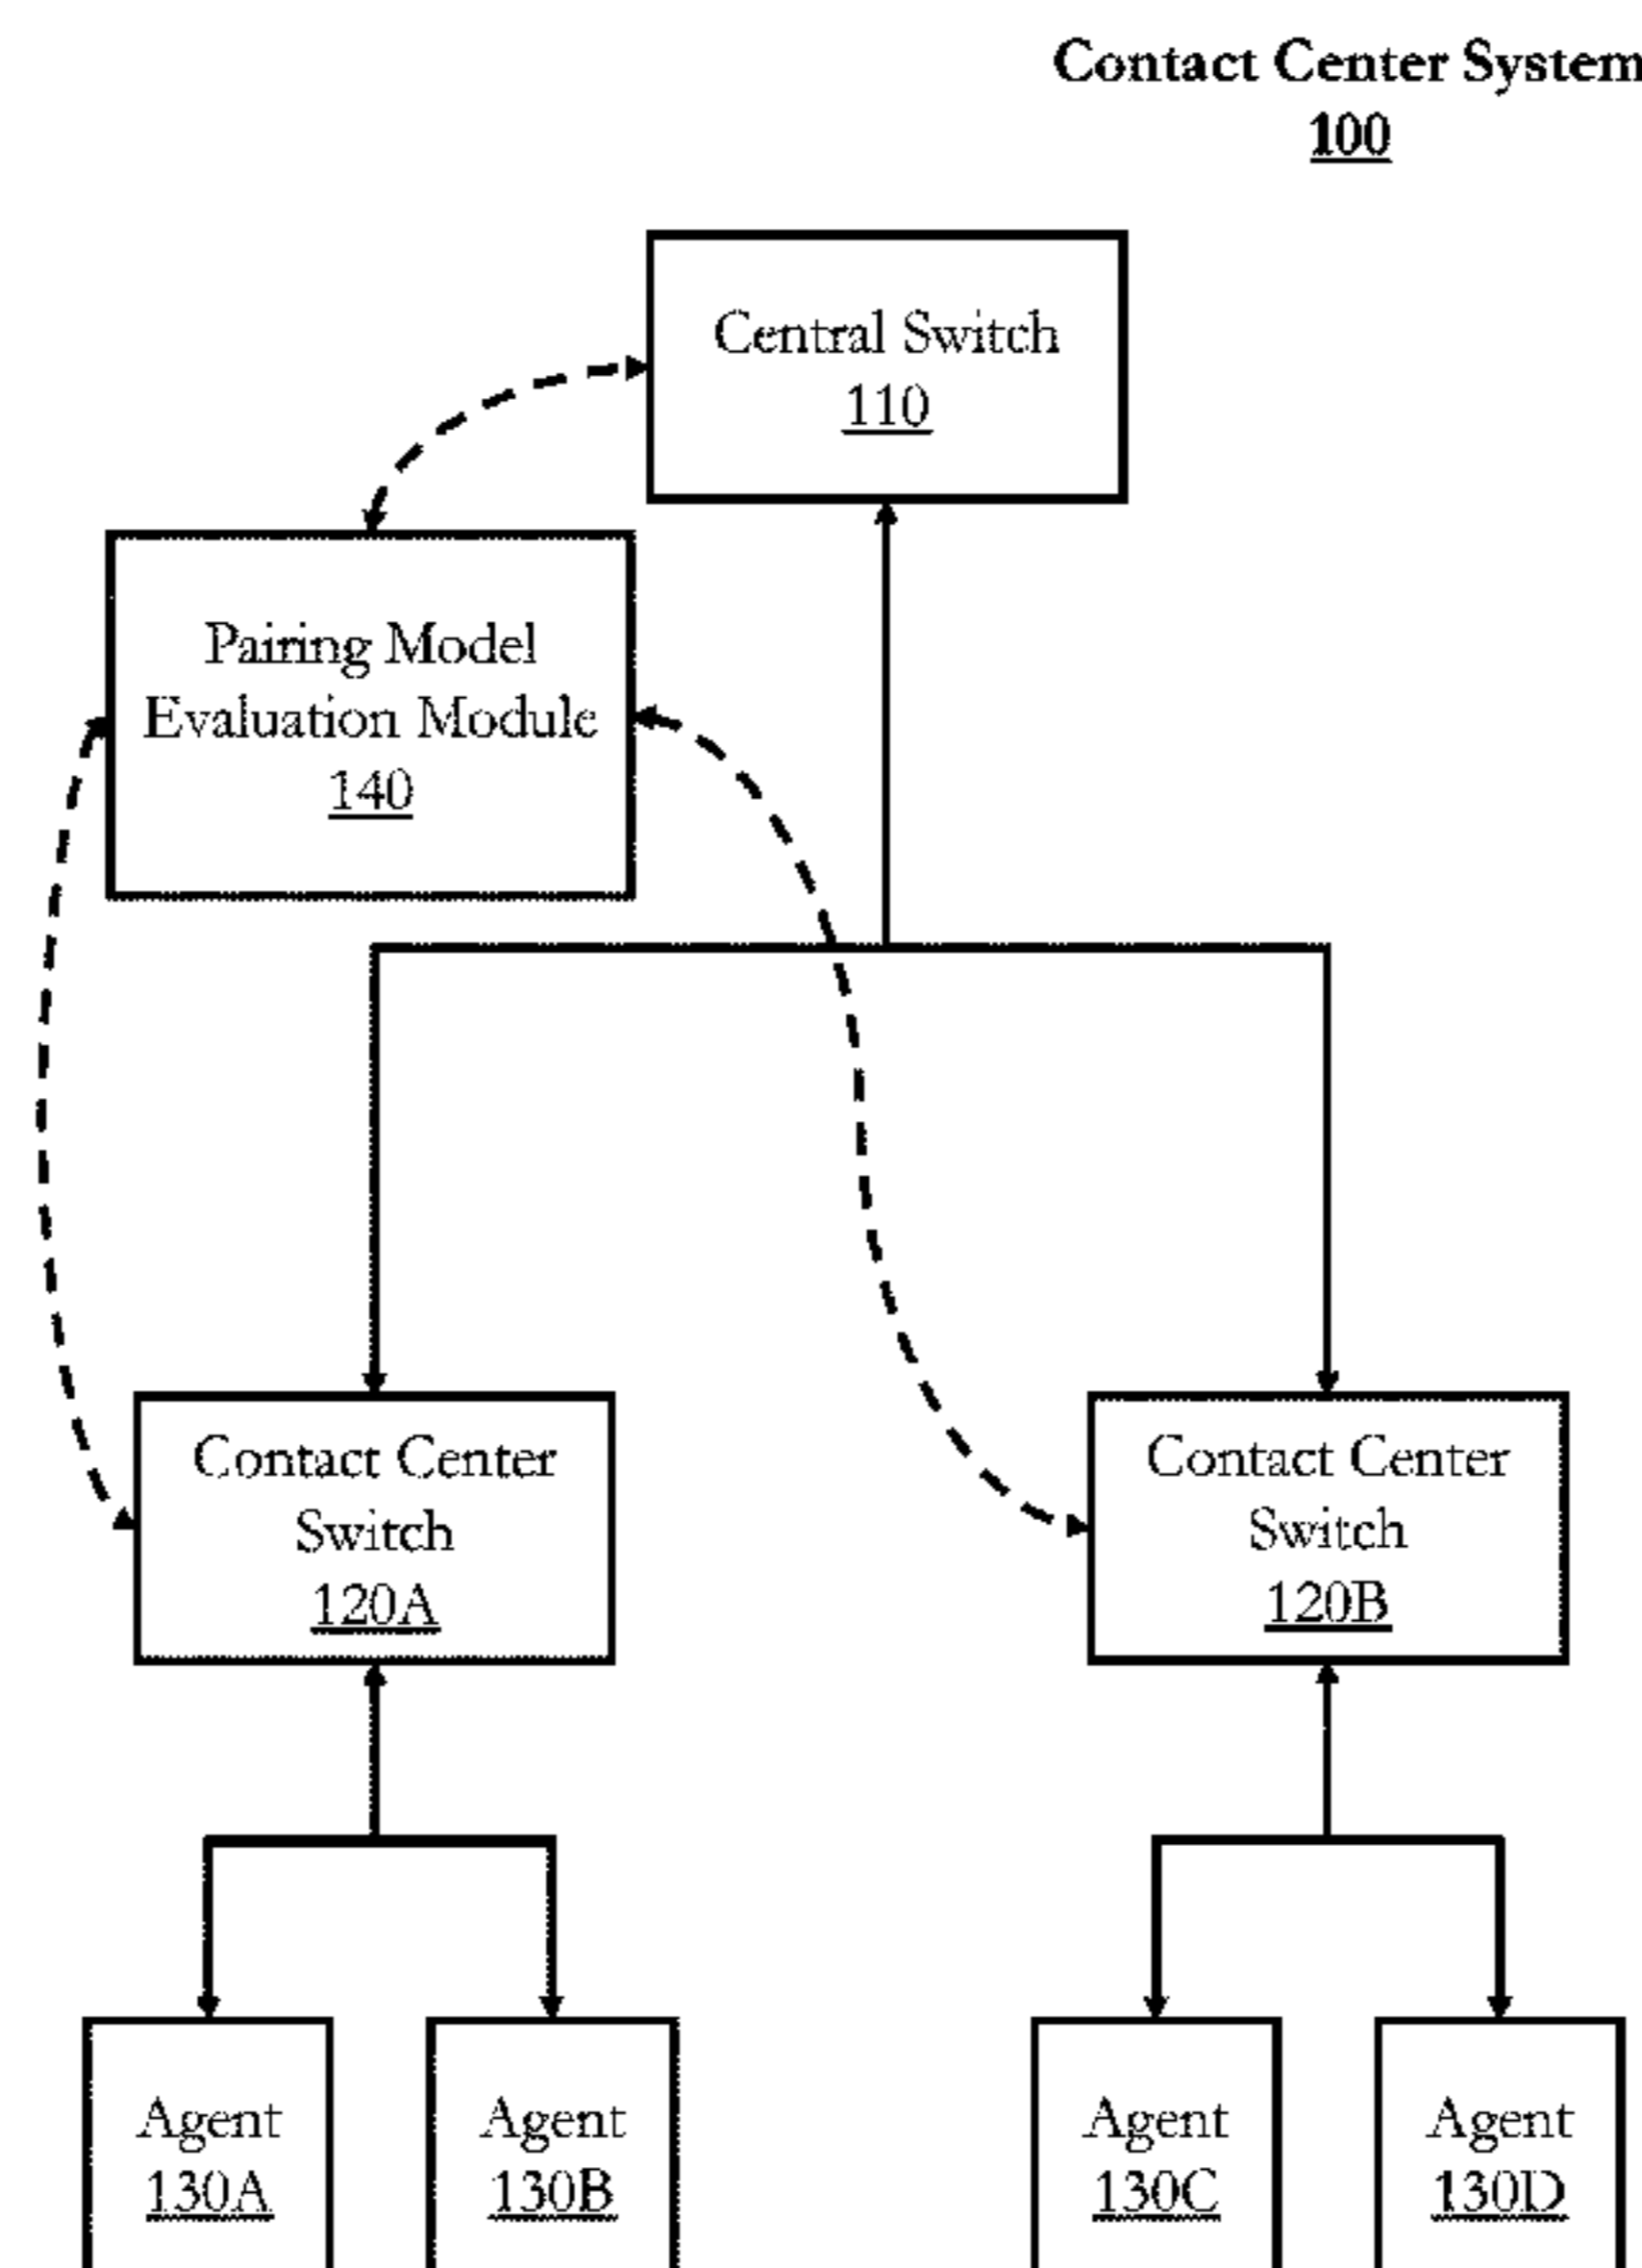 Contact Center System
100
Central Switch
110
Pairing Model
Evaluation Module
140
Contact Center
Switch
120A
Contact Center
Switch
120B
Agent
130A
Agent
130B
Agent
130C
Agent
130D